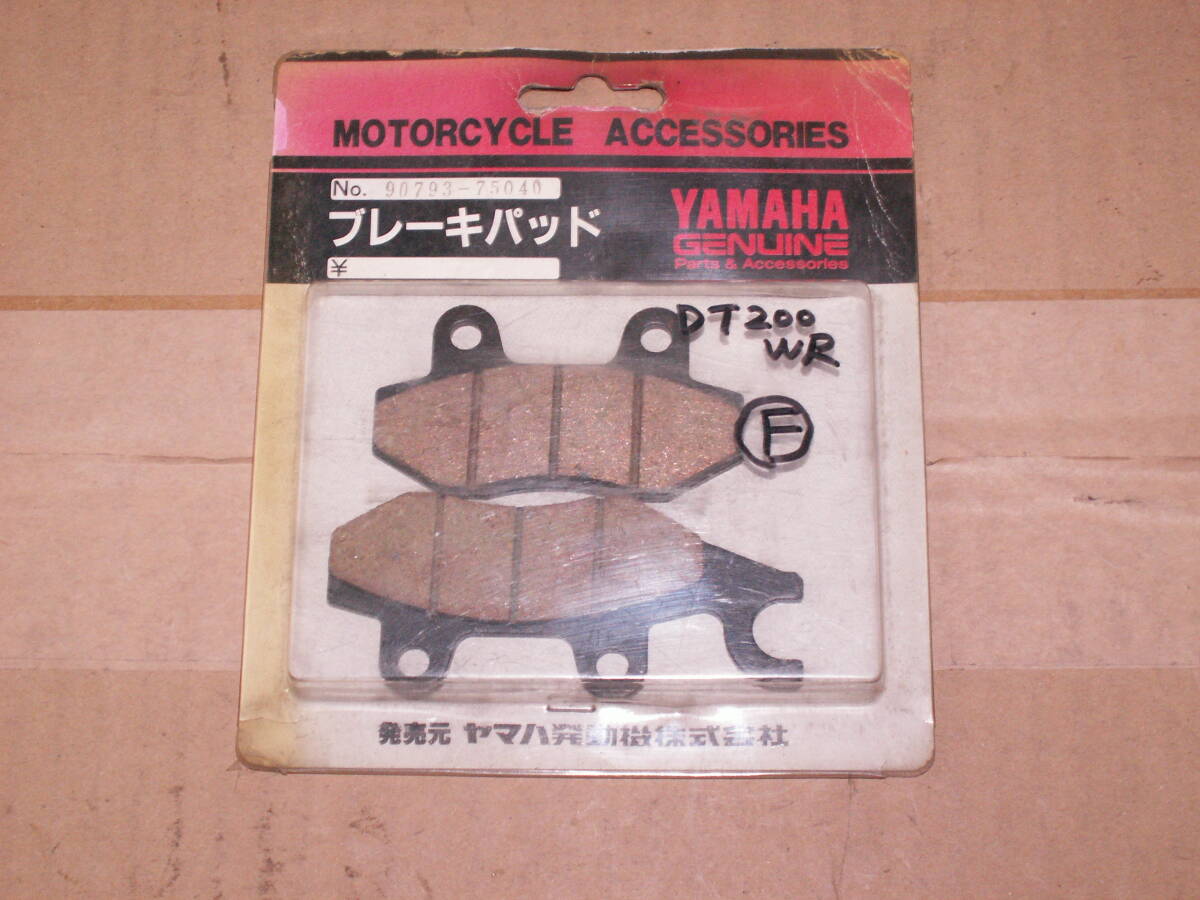 MOTORCYCLE ACCESSORIES
No. 90793-75040
ブレーキパッド
¥
YAMAHA
GENUINE
Parts & Accessories
DT200
WR
F
発売元 ヤマハ発動機株式会社